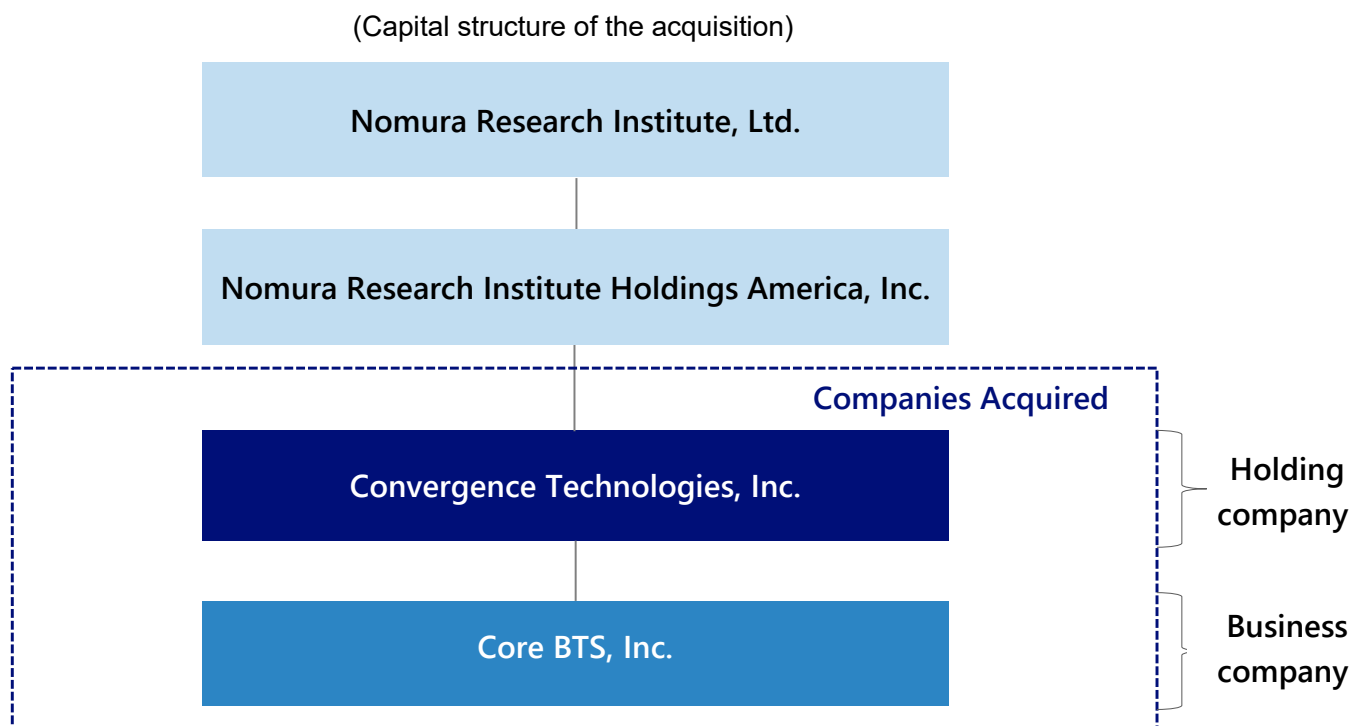 (Capital structure of the acquisition)
Nomura Research Institute, Ltd.
Nomura Research Institute Holdings America, Inc.
Companies Acquired
Convergence Technologies, Inc.
Holding
company
Core BTS, Inc.
Business
company